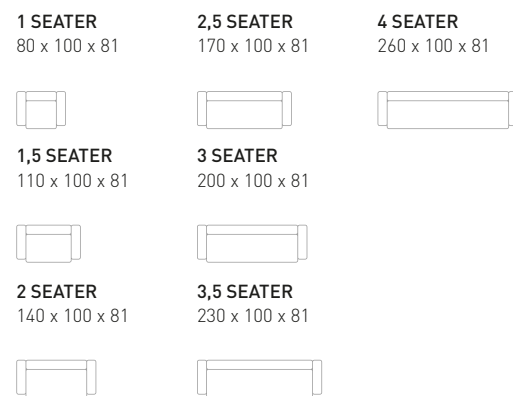 1 SEATER
80 x 100 x 81
1,5 SEATER
110 x 100 x 81
2 SEATER
140 x 100 x 81
2,5 SEATER
170 x 100 x 81
3 SEATER
200 x 100 x 81
3,5 SEATER
230 x 100 x 81
4 SEATER
260 x 100 x 81